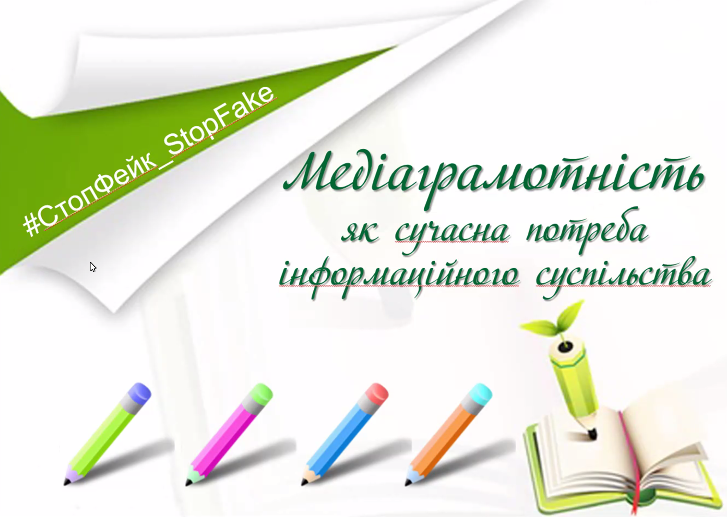 #СтопФейк_StopFake
Медіаграмотність
як сучасна потреба
інформаційного суспільства